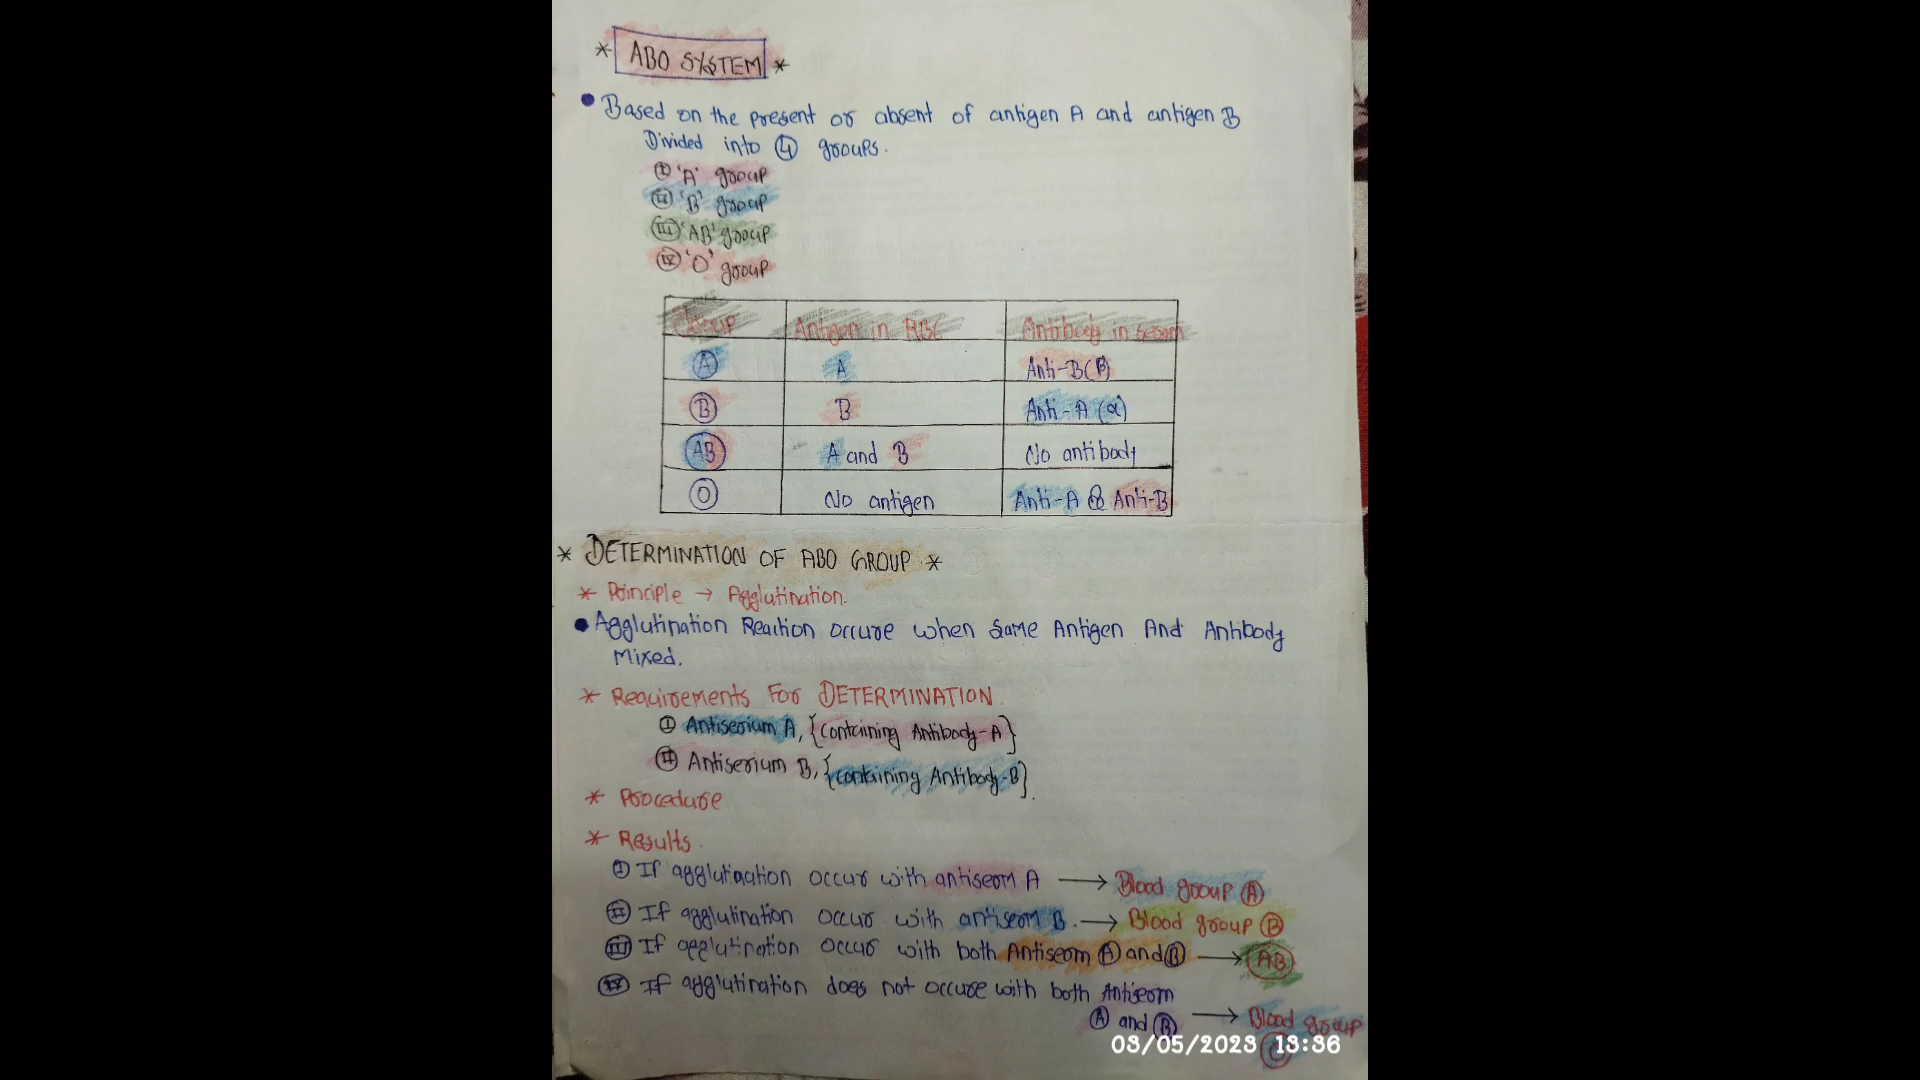 * ABO SYSTEM *
• Based on the present or absent of antigen A and antigen B
Divided into ④ groups.
Ⓘ 'A' group
Ⓘⓘ 'B' group
Ⓘⓘⓘ 'AB' group
Ⓘⓥ 'O' group
Group Antigen in RBC Antibody in serom
A A Anti-B(β)
B B Anti-A (α)
AB A and B No antibody
O No antigen Anti-A & Anti-B
* DETERMINATION OF ABO GROUP *
* Principle → Agglutination.
• Agglutination Reaction occure when same Antigen And Antibody
Mixed.
* Requirements For DETERMINATION
Ⓘ Antiserium A, {containing Antibody-A}
Ⓘⓘ Antiserium B, {containing Antibody-B}.
* Procedure
* Results.
Ⓘ If agglutination occur with antiserom A → Blood group A
Ⓘⓘ If agglutination occur with antiserom B. → Blood group B
Ⓘⓘⓘ If agglutination occur with both Antiserom A and B → AB
Ⓘⓥ If agglutination does not occure with both Antiserom
A and B → Blood group
O
03/05/2023 13:36